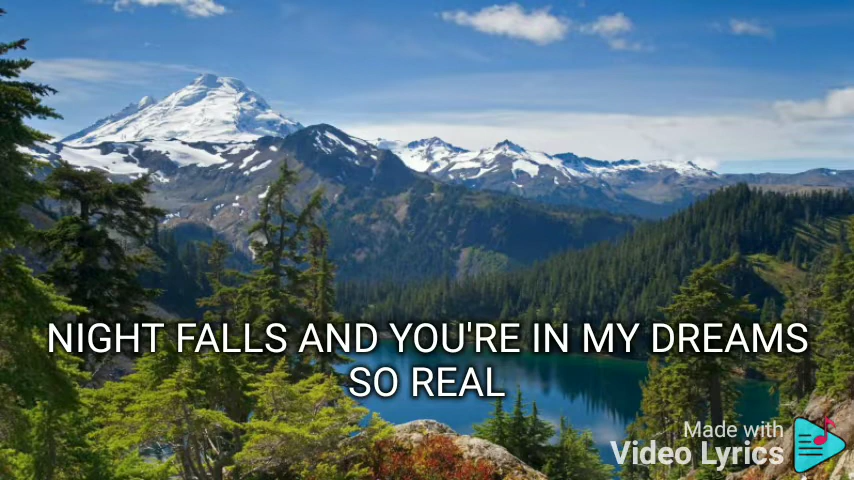 NIGHT FALLS AND YOU'RE IN MY DREAMS
SO REAL
Made with
Video Lyrics